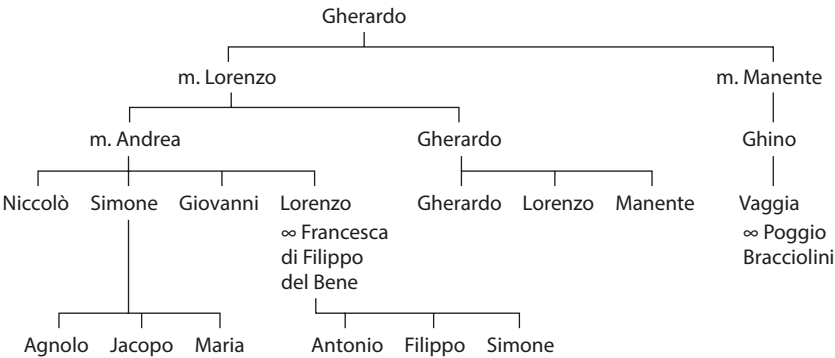 Gherardo
m. Lorenzo m. Manente
m. Andrea Gherardo Ghino
Niccolò Simone Giovanni Lorenzo Gherardo Lorenzo Manente Vaggia
∞ Francesca ∞ Poggio
di Filippo Bracciolini
del Bene
Agnolo Jacopo Maria Antonio Filippo Simone